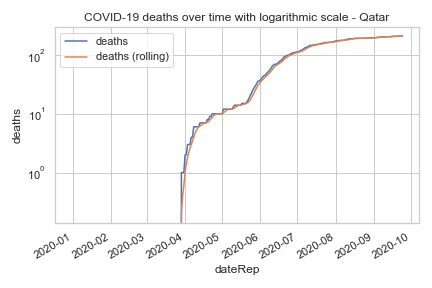 COVID-19 deaths over time with logarithmic scale - Qatar
deaths
deaths (rolling)
10²
10¹
10⁰
deaths
2020-01
2020-02
2020-03
2020-04
2020-05
2020-06
2020-07
2020-08
2020-09
2020-10
dateRep